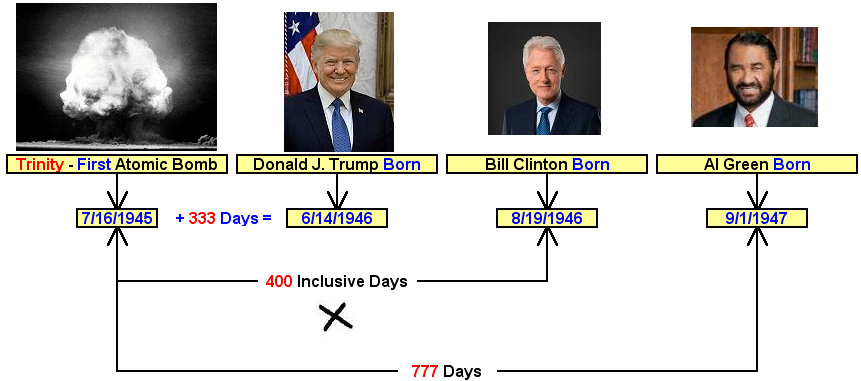 Trinity - First Atomic Bomb
Donald J. Trump Born
Bill Clinton Born
Al Green Born
7/16/1945
+ 333 Days =
6/14/1946
8/19/1946
9/1/1947
400 Inclusive Days
777 Days